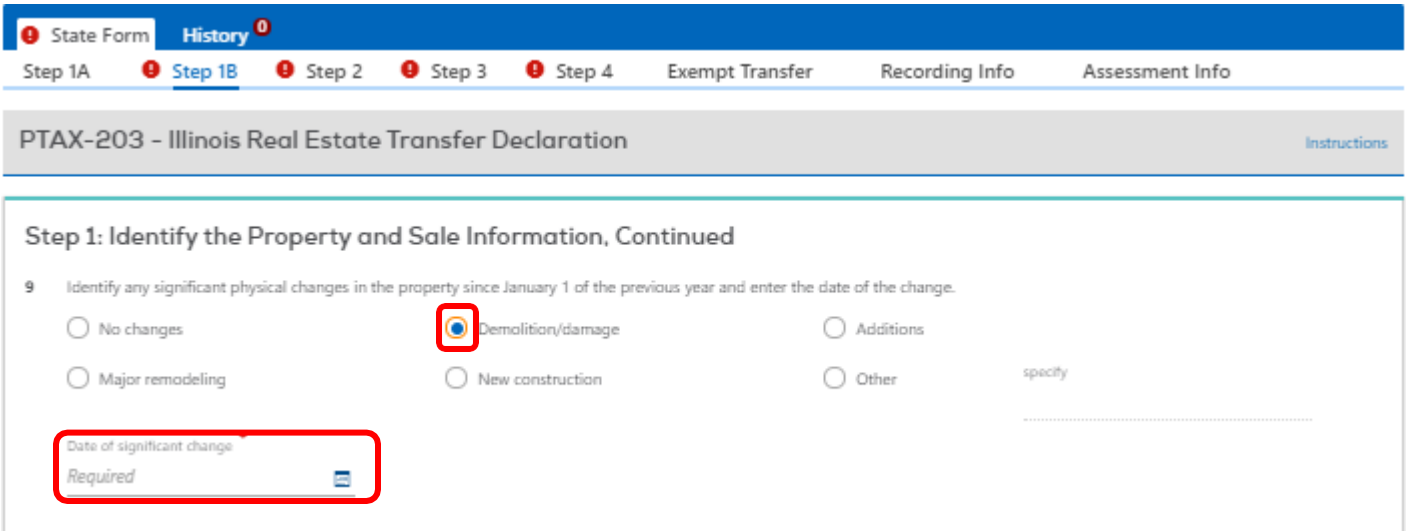 State Form History 0
Step 1A Step 1B Step 2 Step 3 Step 4 Exempt Transfer Recording Info Assessment Info
PTAX-203 - Illinois Real Estate Transfer Declaration Instructions
Step 1: Identify the Property and Sale Information, Continued
9 Identify any significant physical changes in the property since January 1 of the previous year and enter the date of the change.
No changes Demolition/damage Additions
Major remodeling New construction Other specify
Date of significant change
Required